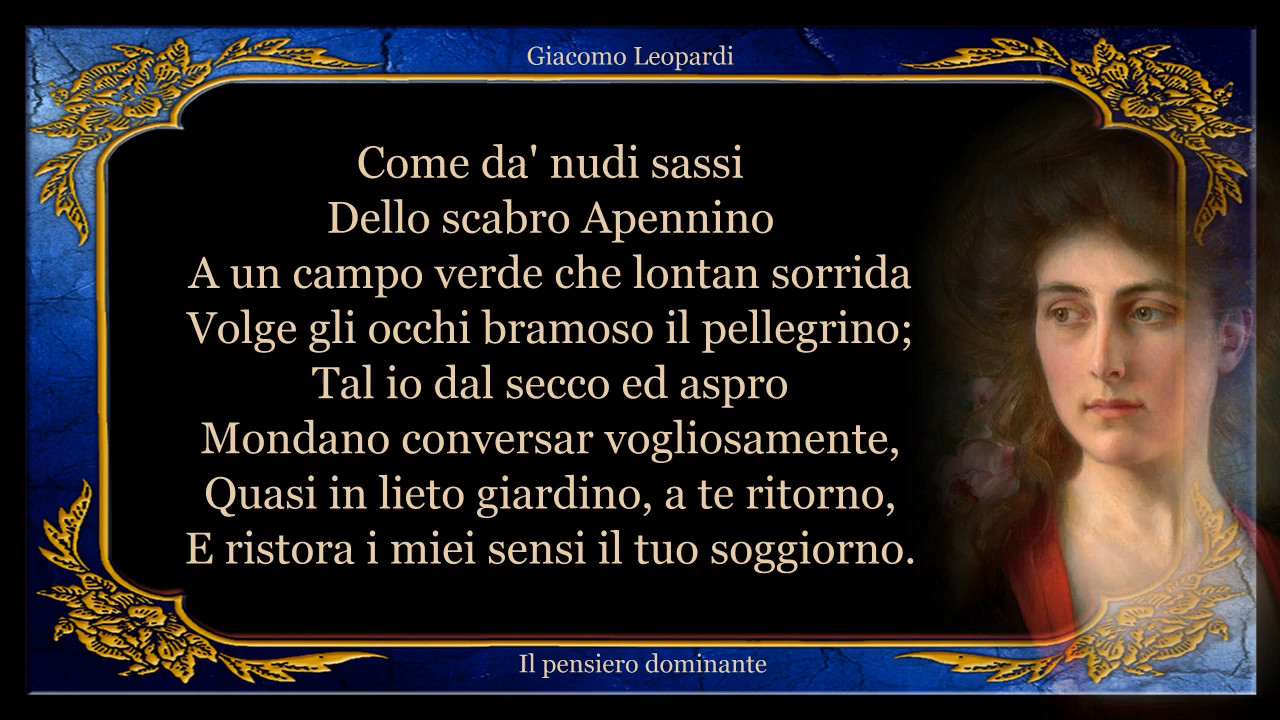 Giacomo Leopardi
Come da' nudi sassi
Dello scabro Apennino
A un campo verde che lontan sorrida
Volge gli occhi bramoso il pellegrino;
Tal io dal secco ed aspro
Mondano conversar vogliosamente,
Quasi in lieto giardino, a te ritorno,
E ristora i miei sensi il tuo soggiorno.
Il pensiero dominante